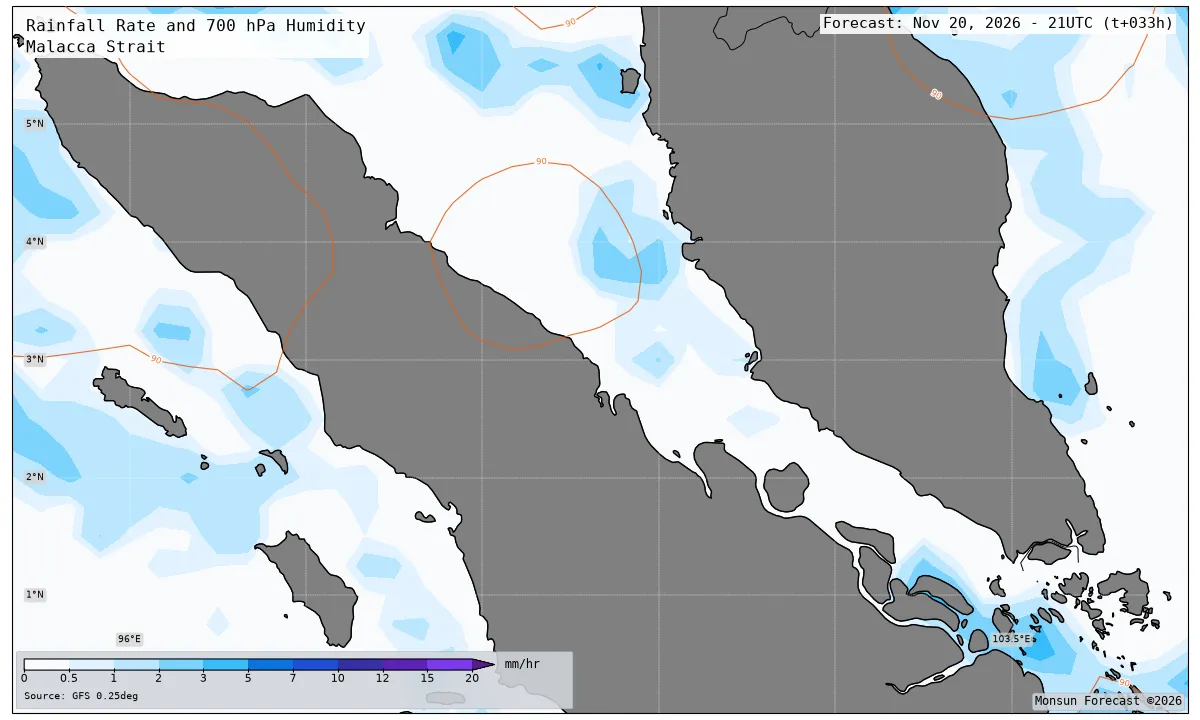 Rainfall Rate and 700 hPa Humidity
Malacca Strait
Forecast: Nov 20, 2026 - 21UTC (t+033h)
90
90
90
90
90
5°N
4°N
3°N
2°N
1°N
96°E
103.5°E
0 0.5 1 2 3 5 7 10 12 15 20 mm/hr
Source: GFS 0.25deg
Monsun Forecast ©2026